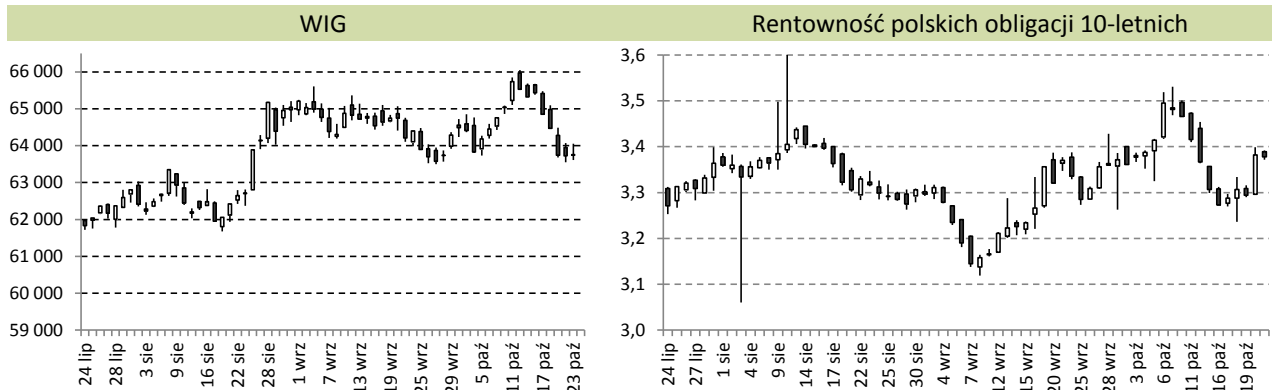 WIG
66 000
65 000
64 000
63 000
62 000
61 000
60 000
59 000
24 lip
28 lip
3 sie
9 sie
16 sie
22 sie
28 sie
1 wrz
7 wrz
13 wrz
19 wrz
25 wrz
29 wrz
5 paź
11 paź
17 paź
23 paź
Rentowność polskich obligacji 10-letnich
3,6
3,5
3,4
3,3
3,2
3,1
3,0
24 lip
27 lip
1 sie
4 sie
9 sie
14 sie
17 sie
22 sie
25 sie
30 sie
4 wrz
7 wrz
12 wrz
15 wrz
20 wrz
25 wrz
28 wrz
3 paź
6 paź
11 paź
16 paź
19 paź